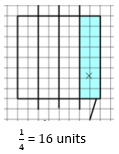 1/4 = 16 units